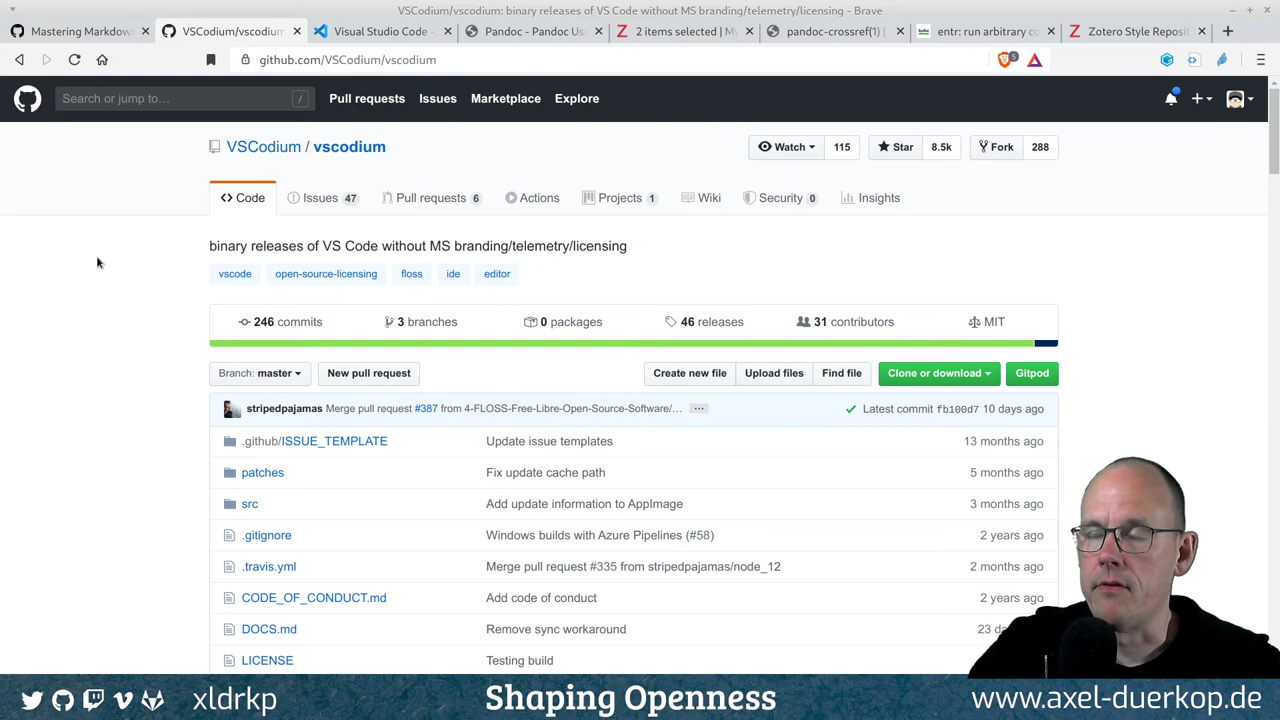 VSCodium/vscodium: binary releases of VS Code without MS branding/telemetry/licensing - Brave
Mastering Markdow
VSCodium/vscodium
Visual Studio Code -
Pandoc - Pandoc Use
2 items selected | My
pandoc-crossref(1) |
entr: run arbitrary co
Zotero Style Reposit
github.com/VSCodium/vscodium
5
Search or jump to...
/
Pull requests
Issues
Marketplace
Explore
VSCodium / vscodium
Watch
115
Star
8.5k
Fork
288
Code
Issues 47
Pull requests 6
Actions
Projects 1
Wiki
Security 0
Insights
binary releases of VS Code without MS branding/telemetry/licensing
vscode
open-source-licensing
floss
ide
editor
246 commits
3 branches
0 packages
46 releases
31 contributors
MIT
Branch: master
New pull request
Create new file
Upload files
Find file
Clone or download
Gitpod
stripedpajamas Merge pull request #387 from 4-FLOSS-Free-Libre-Open-Source-Software/… ...
Latest commit fb100d7 10 days ago
.github/ISSUE_TEMPLATE Update issue templates 13 months ago
patches Fix update cache path 5 months ago
src Add update information to AppImage 3 months ago
.gitignore Windows builds with Azure Pipelines (#58) 2 years ago
.travis.yml Merge pull request #335 from stripedpajamas/node_12 2 months ago
CODE_OF_CONDUCT.md Add code of conduct 2 years ago
DOCS.md Remove sync workaround 23 da
LICENSE Testing build
xldrkp
Shaping Openness
www.axel-duerkop.de